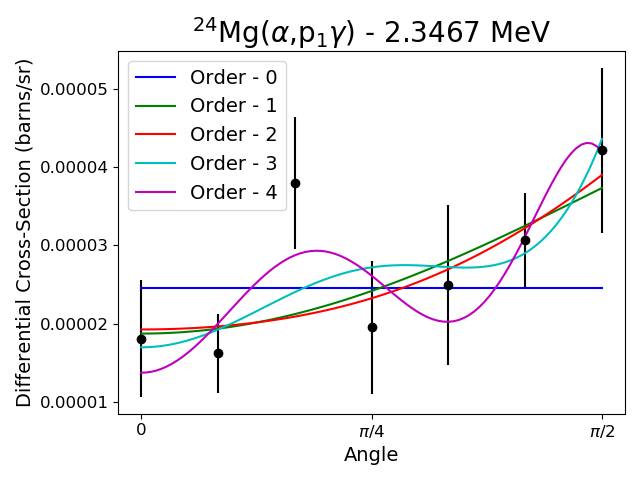 ²⁴Mg(α,p₁γ) - 2.3467 MeV
Differential Cross-Section (barns/sr)
0.00005
0.00004
0.00003
0.00002
0.00001
Order - 0
Order - 1
Order - 2
Order - 3
Order - 4
0
π/4
π/2
Angle